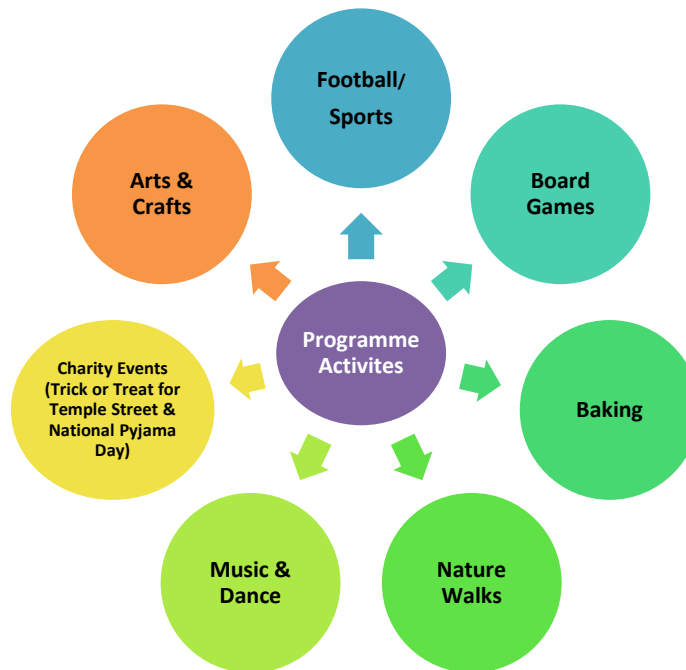 Football/
Sports
Arts &
Crafts
Board
Games
Programme
Activites
Charity Events
(Trick or Treat for
Temple Street &
National Pyjama
Day)
Baking
Music &
Dance
Nature
Walks